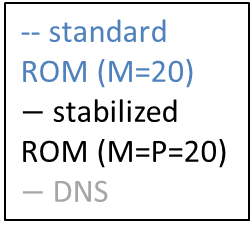 -- standard
ROM (M=20)
— stabilized
ROM (M=P=20)
— DNS